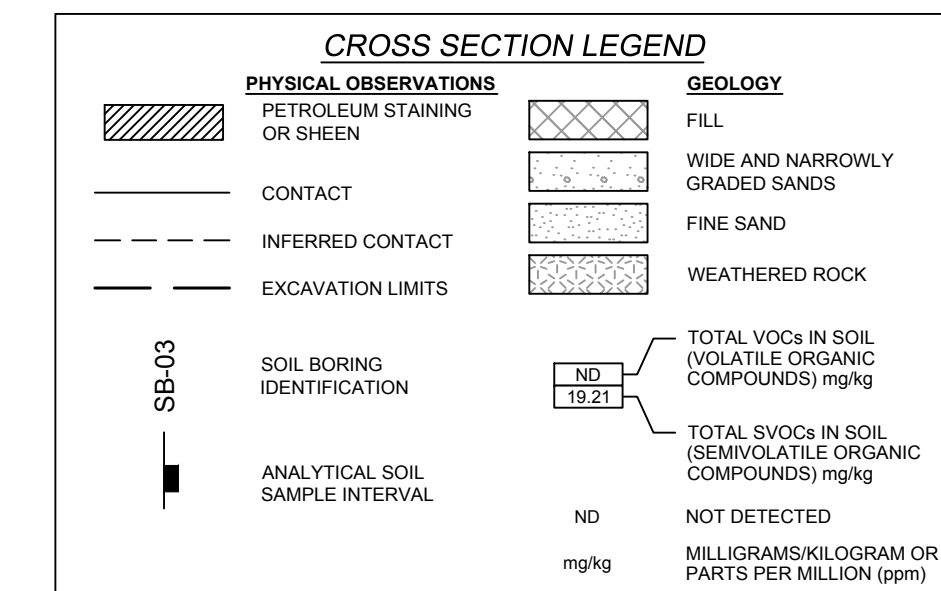 CROSS SECTION LEGEND
PHYSICAL OBSERVATIONS
PETROLEUM STAINING
OR SHEEN
CONTACT
INFERRED CONTACT
EXCAVATION LIMITS
SB-03
SOIL BORING
IDENTIFICATION
ANALYTICAL SOIL
SAMPLE INTERVAL
GEOLOGY
FILL
WIDE AND NARROWLY
GRADED SANDS
FINE SAND
WEATHERED ROCK
ND
19.21
TOTAL VOCs IN SOIL
(VOLATILE ORGANIC
COMPOUNDS) mg/kg
TOTAL SVOCs IN SOIL
(SEMIVOLATILE ORGANIC
COMPOUNDS) mg/kg
ND NOT DETECTED
mg/kg MILLIGRAMS/KILOGRAM OR
PARTS PER MILLION (ppm)